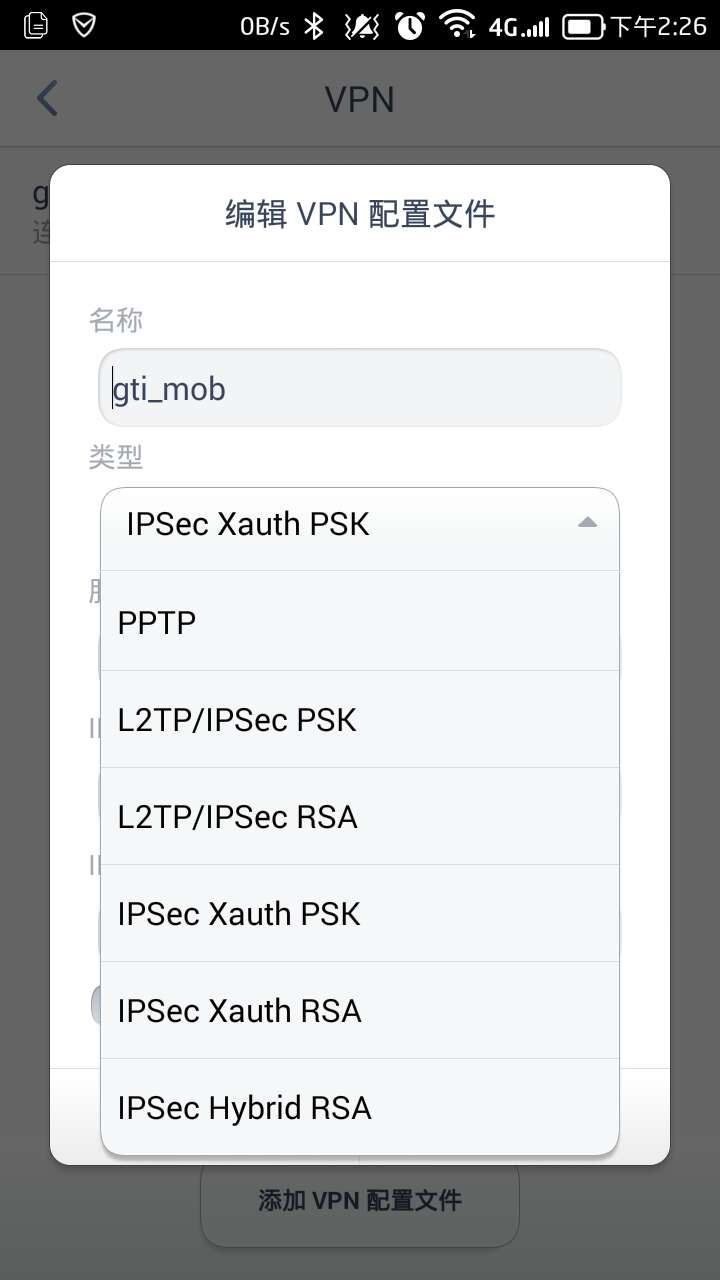 0B/s 4G 下午2:26
VPN
g
编辑 VPN 配置文件
名称
gti_mob
类型
IPSec Xauth PSK
PPTP
L2TP/IPSec PSK
L2TP/IPSec RSA
IPSec Xauth PSK
IPSec Xauth RSA
IPSec Hybrid RSA
添加 VPN 配置文件